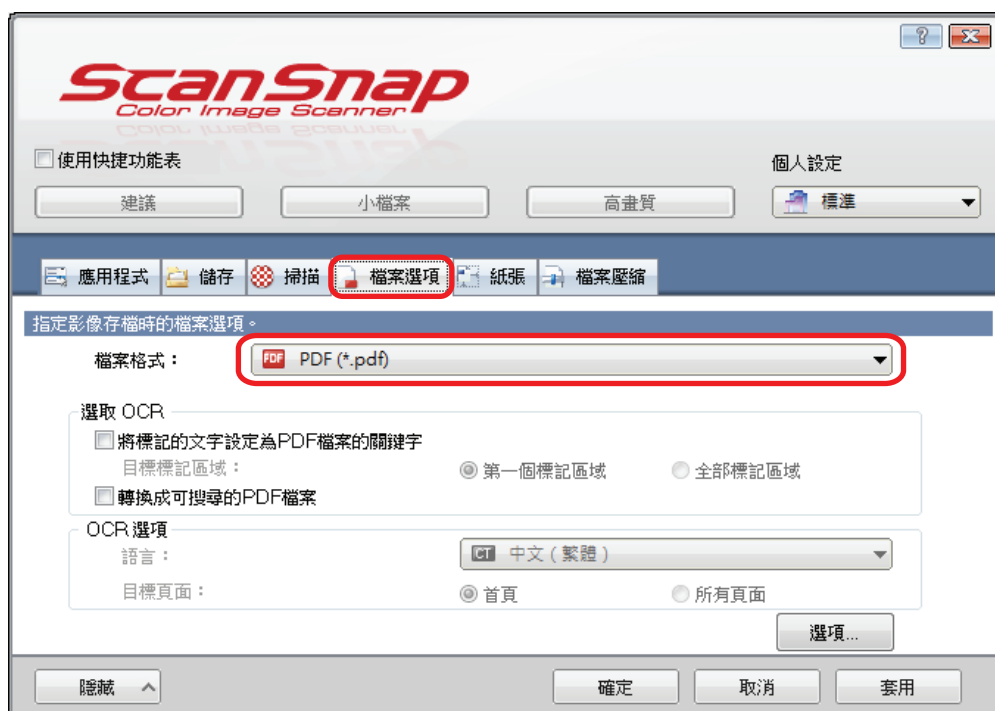 ScanSnap
Color Image Scanner
使用快捷功能表
個人設定
建議 小檔案 高畫質 標準
應用程式 儲存 掃描 檔案選項 紙張 檔案壓縮
指定影像存檔時的檔案選項。
檔案格式： PDF (*.pdf)
選取 OCR
將標記的文字設定為PDF檔案的關鍵字
目標標記區域： 第一個標記區域 全部標記區域
轉換成可搜尋的PDF檔案
OCR 選項
語言： CT 中文 ( 繁體 )
目標頁面： 首頁 所有頁面
選項...
隱藏 確定 取消 套用